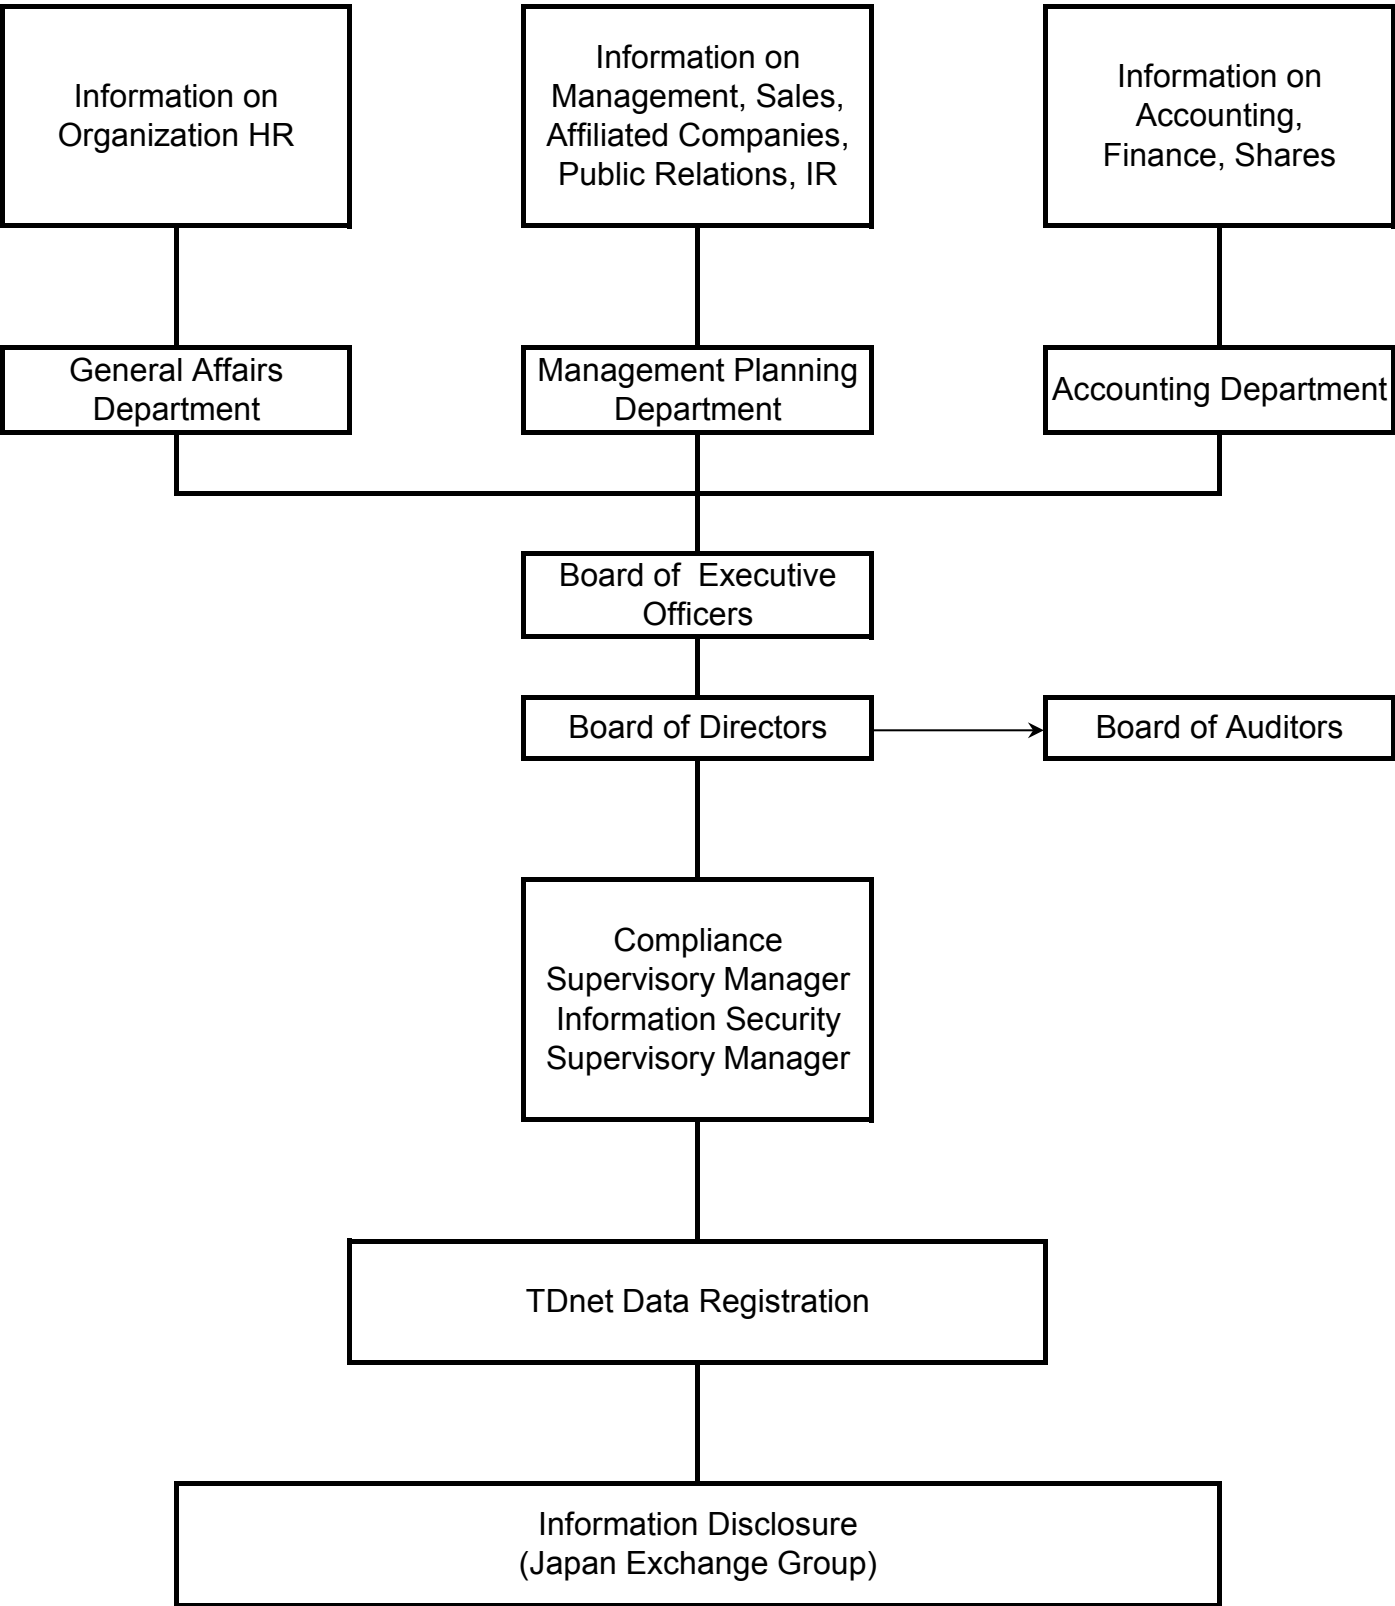 Information on
Organization HR
Information on
Management, Sales,
Affiliated Companies,
Public Relations, IR
Information on
Accounting,
Finance, Shares
General Affairs
Department
Management Planning
Department
Accounting Department
Board of  Executive
Officers
Board of Directors
Board of Auditors
Compliance
Supervisory Manager
Information Security
Supervisory Manager
TDnet Data Registration
Information Disclosure
(Japan Exchange Group)